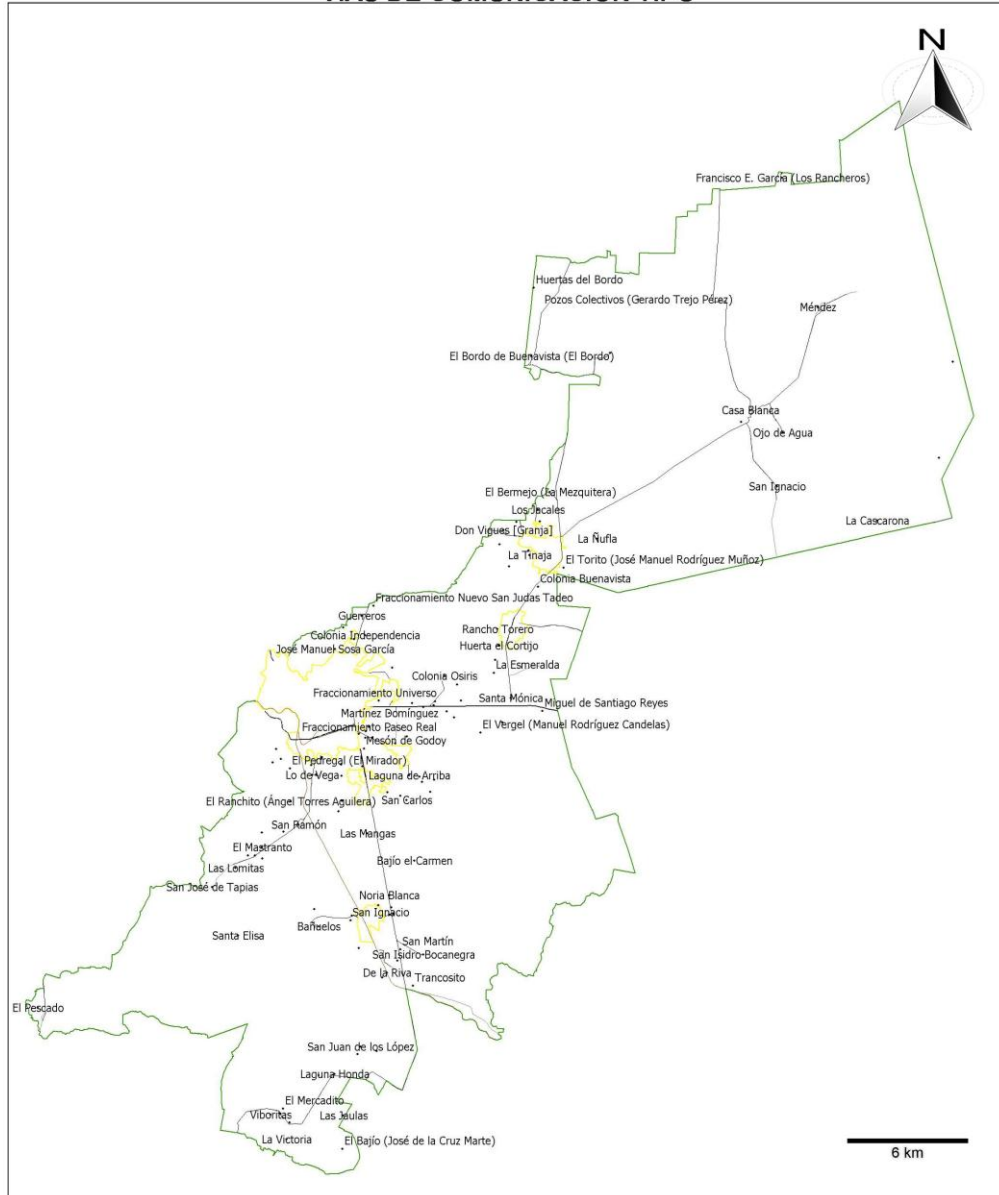 VÍAS DE COMUNICACIÓN TIPO
N
Francisco E. García (Los Rancheros)
Huertas del Bordo
Pozos Colectivos (Gerardo Trejo Pérez)
Méndez
El Bordo de Buenavista (El Bordo)
Casa Blanca
Ojo de Agua
San Ignacio
El Bermejo (La Mezquitera)
Los Jacales
La Cascarona
Don Vigues [Granja]
La Ñufla
La Tinaja
El Torito (José Manuel Rodríguez Muñoz)
Colonia Buenavista
Fraccionamiento Nuevo San Judas Tadeo
Guerreros
Rancho Torero
Colonia Independencia
Huerta el Cortijo
José Manuel Sosa García
La Esmeralda
Colonia Osiris
Fraccionamiento Universo
Santa Mónica
Miguel de Santiago Reyes
Martínez Domínguez
El Vergel (Manuel Rodríguez Candelas)
Fraccionamiento Paseo Real
Mesón de Godoy
El Pedregal (El Mirador)
Lo de Vega
Laguna de Arriba
El Ranchito (Ángel Torres Aguilera)
San Carlos
San Ramón
Las Mangas
El Mastranto
Bajío el Carmen
Las Lomitas
San José de Tapias
Noria Blanca
San Ignacio
Bañuelos
Santa Elisa
San Martín
San Isidro Bocanegra
De la Riva
Trancosito
El Pescado
San Juan de los López
Laguna Honda
El Mercadito
Viboritas
Las Jaulas
La Victoria
El Bajío (José de la Cruz Marte)
6 km